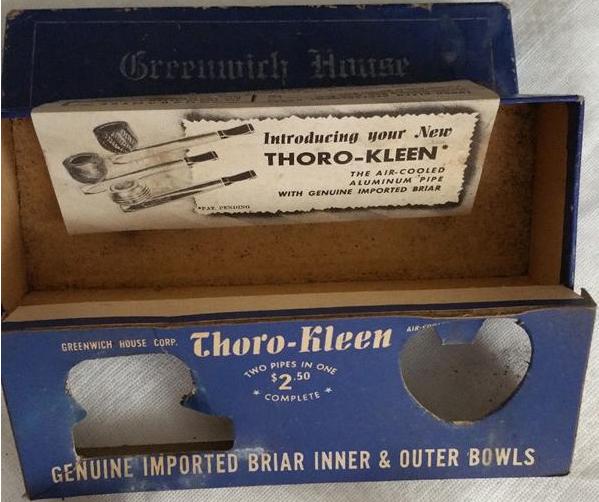 Greenwich House
Introducing your New
THORO-KLEEN*
THE AIR-COOLED
ALUMINUM PIPE
WITH GENUINE IMPORTED BRIAR
*PAT. PENDING
GREENWICH HOUSE CORP.
Thoro-Kleen
TWO PIPES IN ONE
$2.50
* COMPLETE *
GENUINE IMPORTED BRIAR INNER & OUTER BOWLS